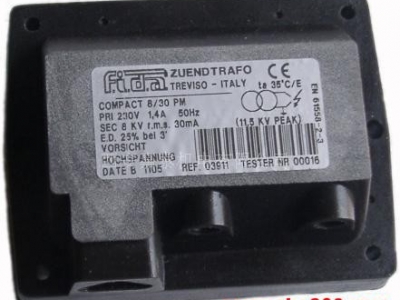 fida ZUENDTRAFO CE
TREVISO - ITALY ta 35°C/E
COMPACT 8/30 PM
PRI 230V 1,4A 50Hz
SEC 8 KV r.m.s. 30mA (11,5 KV PEAK)
E.D. 25% bei 3'
VORSICHT
HOCHSPANNUNG
DATE B 1105 REF. 03911 TESTER NR 00016
EN 61558-2-3